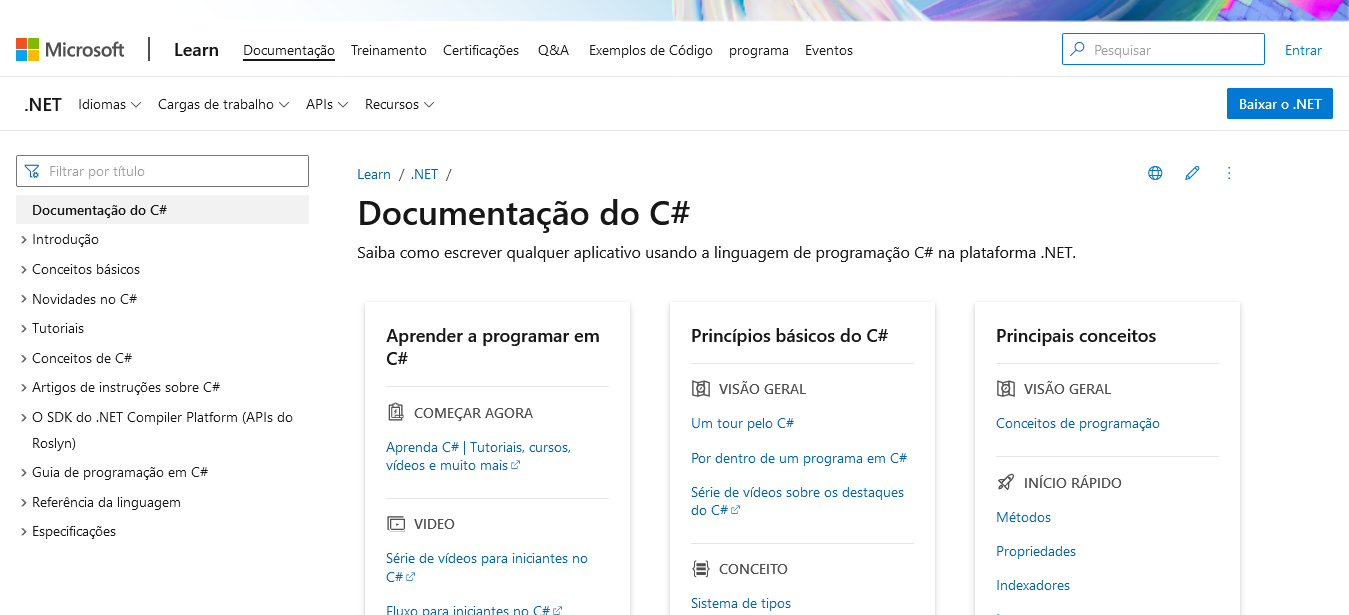 Microsoft
Learn
Documentação
Treinamento
Certificações
Q&A
Exemplos de Código
programa
Eventos
Pesquisar
Entrar
.NET
Idiomas
Cargas de trabalho
APIs
Recursos
Baixar o .NET
Filtrar por título
Documentação do C#
Introdução
Conceitos básicos
Novidades no C#
Tutoriais
Conceitos de C#
Artigos de instruções sobre C#
O SDK do .NET Compiler Platform (APIs do
Roslyn)
Guia de programação em C#
Referência da linguagem
Especificações
Learn / .NET /
Documentação do C#
Saiba como escrever qualquer aplicativo usando a linguagem de programação C# na plataforma .NET.
Aprender a programar em
C#
COMEÇAR AGORA
Aprenda C# | Tutoriais, cursos,
vídeos e muito mais
VIDEO
Série de vídeos para iniciantes no
C#
Fluxo para iniciantes no C#
Princípios básicos do C#
VISÃO GERAL
Um tour pelo C#
Por dentro de um programa em C#
Série de vídeos sobre os destaques
do C#
CONCEITO
Sistema de tipos
Principais conceitos
VISÃO GERAL
Conceitos de programação
INÍCIO RÁPIDO
Métodos
Propriedades
Indexadores